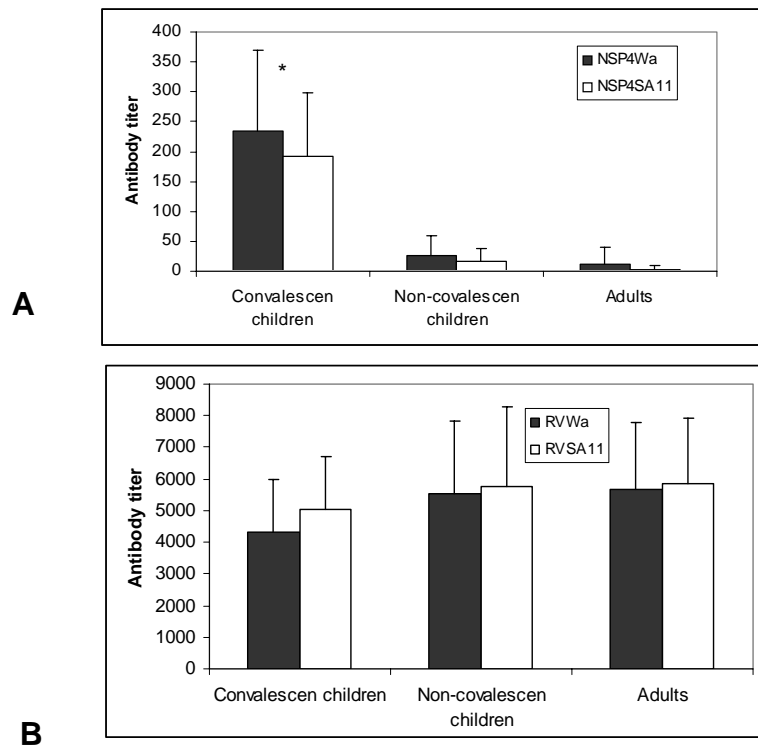 400
350
300
250
200
150
100
50
0
Antibody titer
*
NSP4Wa
NSP4SA11
Convalescen children
Non-covalescen children
Adults
A
9000
8000
7000
6000
5000
4000
3000
2000
1000
0
Antibody titer
RVWa
RVSA11
Convalescen children
Non-covalescen children
Adults
B